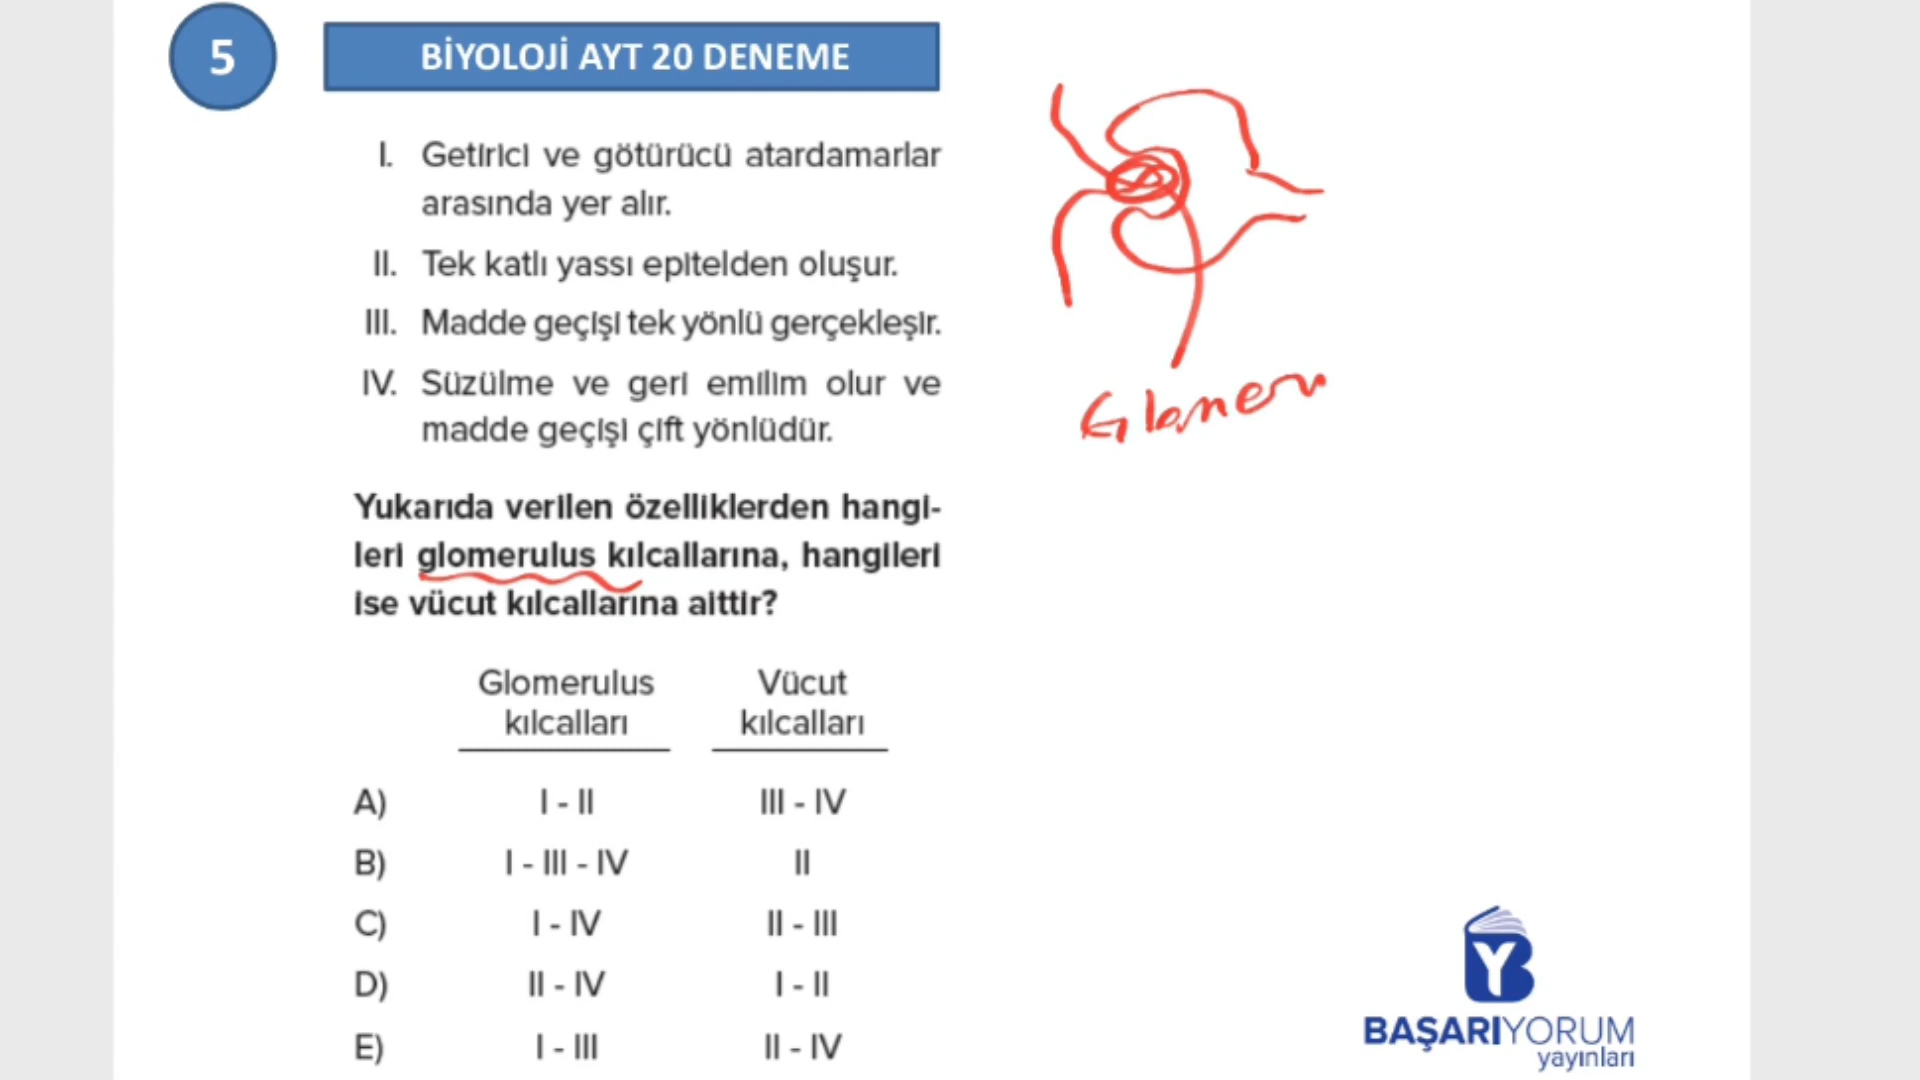 5
BİYOLOJİ AYT 20 DENEME
I. Getirici ve götürücü atardamarlar
arasında yer alır.
II. Tek katlı yassı epitelden oluşur.
III. Madde geçişi tek yönlü gerçekleşir.
IV. Süzülme ve geri emilim olur ve
madde geçişi çift yönlüdür.
Yukarıda verilen özelliklerden hangi-
leri glomerulus kılcallarına, hangileri
ise vücut kılcallarına aittir?
Glomerulus Vücut
kılcalları kılcalları
A) I - II III - IV
B) I - III - IV II
C) I - IV II - III
D) II - IV I - II
E) I - III II - IV
BAŞARIYORUM
yayınları